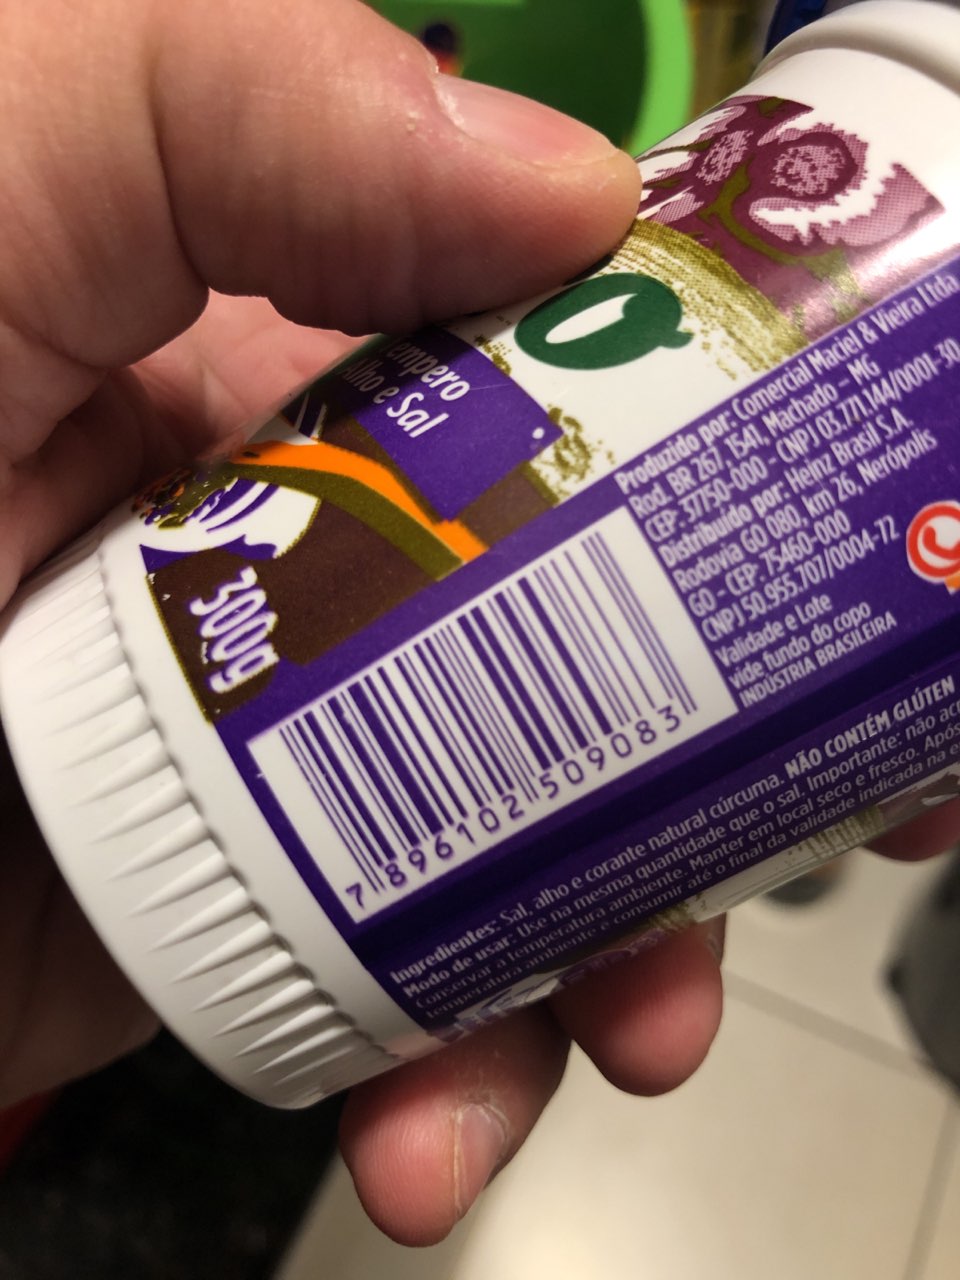 Tempero
Alho e Sal
300g
Produzido por: Comercial Maciel & Vieira Ltda
Rod. BR 267, 1541, Machado – MG
CEP: 37750-000 - CNPJ 03.771.144/0001-30
Distribuído por: Heinz Brasil S.A.
Rodovia GO 080, km 26, Nerópolis
GO - CEP: 75460-000
CNPJ 50.955.707/0004-72
Validade e Lote
vide fundo do copo
INDÚSTRIA BRASILEIRA
7 896102 509083
Ingredientes: Sal, alho e corante natural cúrcuma. NÃO CONTÉM GLÚTEN
Modo de usar: Use na mesma quantidade que o sal. Importante: não
Conservar a temperatura ambiente. Manter em local seco e fresco. Após
temperatura ambiente e consumir até o final da validade indicada na